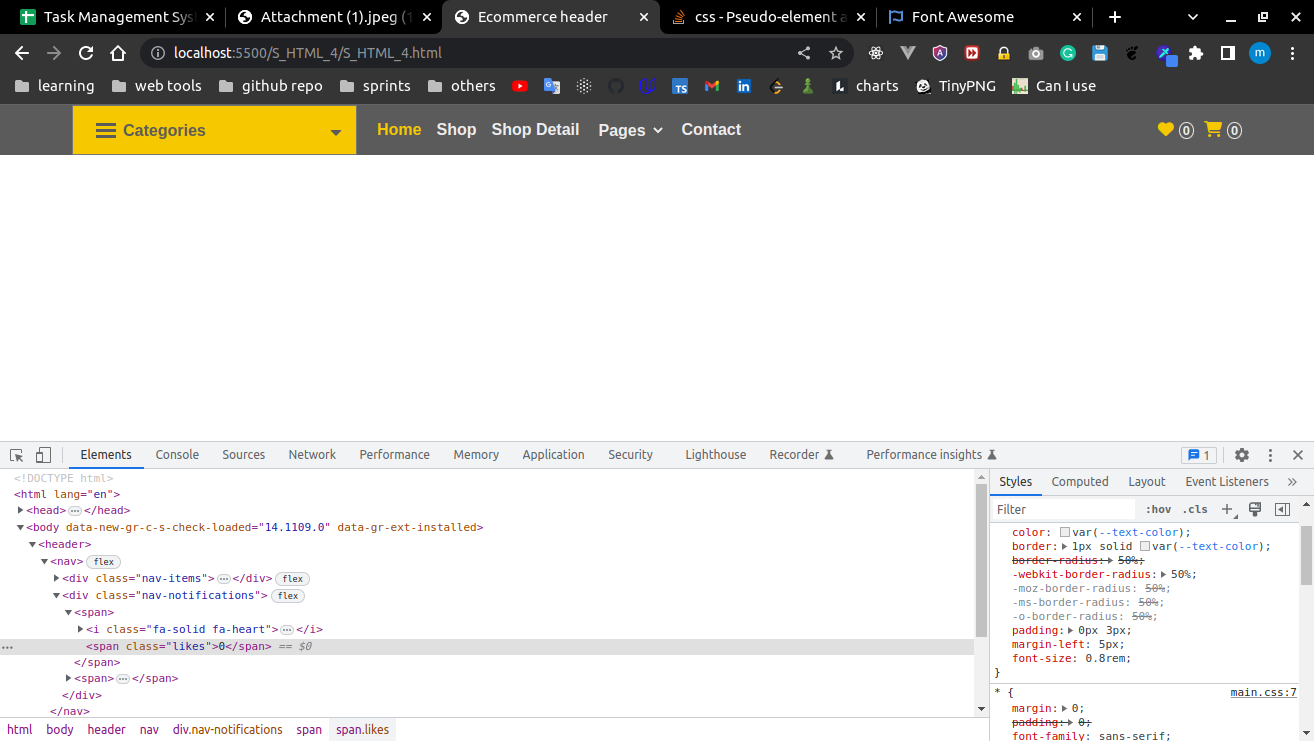 Task Management Sys
Attachment (1).jpeg (1
Ecommerce header
css - Pseudo-element a
Font Awesome
localhost:5500/S_HTML_4/S_HTML_4.html
m
learning
web tools
github repo
sprints
others
charts
TinyPNG
Can I use
Categories
Home
Shop
Shop Detail
Pages
Contact
0
0
Elements
Console
Sources
Network
Performance
Memory
Application
Security
Lighthouse
Recorder
Performance insights
1
<!DOCTYPE html>
<html lang="en">
<head>…</head>
<body data-new-gr-c-s-check-loaded="14.1109.0" data-gr-ext-installed>
<header>
<nav> flex
<div class="nav-items">…</div> flex
<div class="nav-notifications"> flex
<span>
<i class="fa-solid fa-heart">…</i>
<span class="likes">0</span> == $0
</span>
<span>…</span>
</div>
</nav>
html body header nav div.nav-notifications span span.likes
Styles
Computed
Layout
Event Listeners
»
Filter
:hov .cls
color: var(--text-color);
border: 1px solid var(--text-color);
border-radius: 50%;
-webkit-border-radius: 50%;
-moz-border-radius: 50%;
-ms-border-radius: 50%;
-o-border-radius: 50%;
padding: 0px 3px;
margin-left: 5px;
font-size: 0.8rem;
}
* { main.css:7
margin: 0;
padding: 0;
font-family: sans-serif;